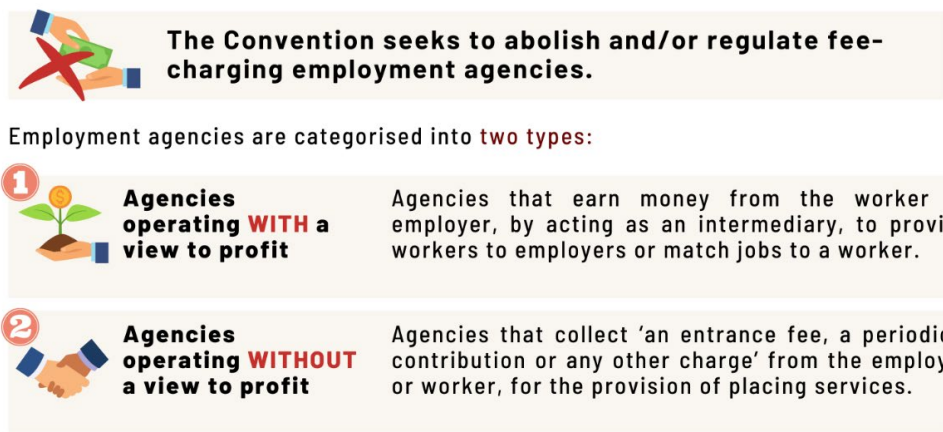 The Convention seeks to abolish and/or regulate fee-
charging employment agencies.
Employment agencies are categorised into two types:
1
Agencies
operating WITH a
view to profit
Agencies that earn money from the worker
employer, by acting as an intermediary, to
workers to employers or match jobs to a worker.
2
Agencies
operating WITHOUT
a view to profit
Agencies that collect ‘an entrance fee, a
contribution or any other charge’ from the
or worker, for the provision of placing services.